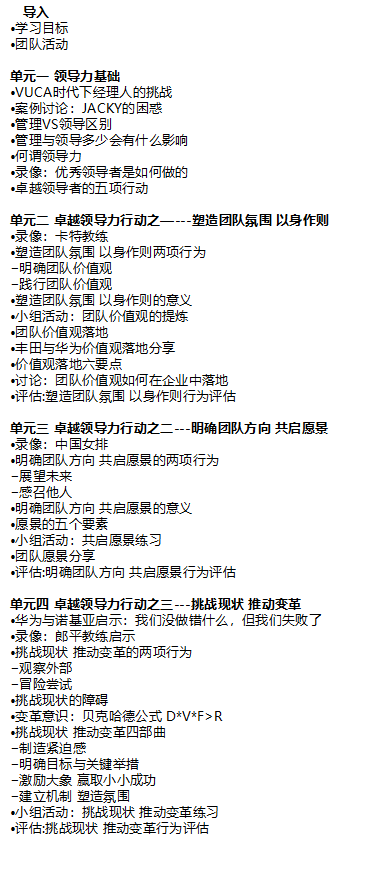 导入
•学习目标
•团队活动
单元一 领导力基础
•VUCA时代下经理人的挑战
•案例讨论：JACKY的困惑
•管理VS领导区别
•管理与领导多少会有什么影响
•何谓领导力
•录像：优秀领导者是如何做的
•卓越领导者的五项行动
单元二 卓越领导力行动之一---塑造团队氛围 以身作则
•录像：卡特教练
•塑造团队氛围 以身作则两项行为
–明确团队价值观
–践行团队价值观
•塑造团队氛围 以身作则的意义
•小组活动：团队价值观的提炼
•团队价值观落地
•丰田与华为价值观落地分享
•价值观落地六要点
•讨论：团队价值观如何在企业中落地
•评估:塑造团队氛围 以身作则行为评估
单元三 卓越领导力行动之二---明确团队方向 共启愿景
•录像：中国女排
•明确团队方向 共启愿景的两项行为
–展望未来
–感召他人
•明确团队方向 共启愿景的意义
•愿景的五个要素
•小组活动：共启愿景练习
•团队愿景分享
•评估:明确团队方向 共启愿景行为评估
单元四 卓越领导力行动之三---挑战现状 推动变革
•华为与诺基亚启示：我们没做错什么，但我们失败了
•录像：郎平教练启示
•挑战现状 推动变革的两项行为
–观察外部
–冒险尝试
•挑战现状的障碍
•变革意识：贝克哈德公式 D*V*F>R
•挑战现状 推动变革四部曲
–制造紧迫感
–明确目标与关键举措
–激励大象 赢取小小成功
–建立机制 塑造氛围
•小组活动：挑战现状 推动变革练习
•评估:挑战现状 推动变革行为评估